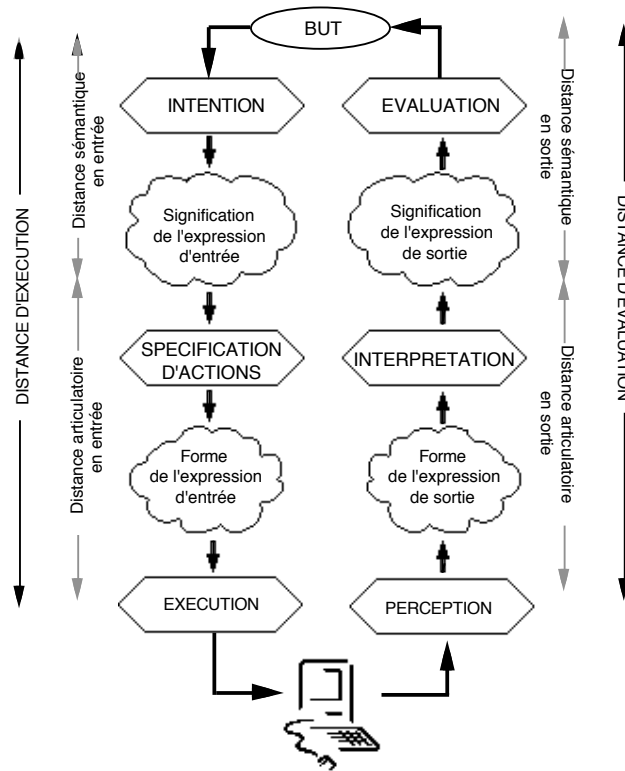 BUT
INTENTION
EVALUATION
Signification
de l'expression
d'entrée
Signification
de l'expression
de sortie
SPECIFICATION
D'ACTIONS
INTERPRETATION
Forme
de l'expression
d'entrée
Forme
de l'expression
de sortie
EXECUTION
PERCEPTION
DISTANCE D'EXECUTION
Distance sémantique
en entrée
Distance articulatoire
en entrée
Distance sémantique
en sortie
Distance articulatoire
en sortie
DISTANCE D'EVALUATION